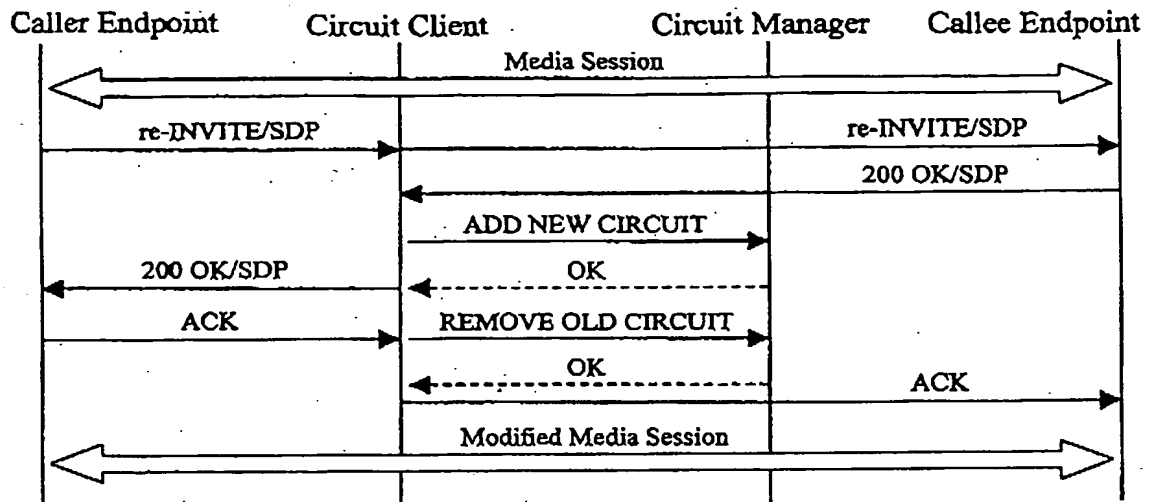 Caller Endpoint Circuit Client Circuit Manager Callee Endpoint
Media Session
re-INVITE/SDP re-INVITE/SDP
200 OK/SDP
ADD NEW CIRCUIT
200 OK/SDP OK
ACK REMOVE OLD CIRCUIT
OK ACK
Modified Media Session